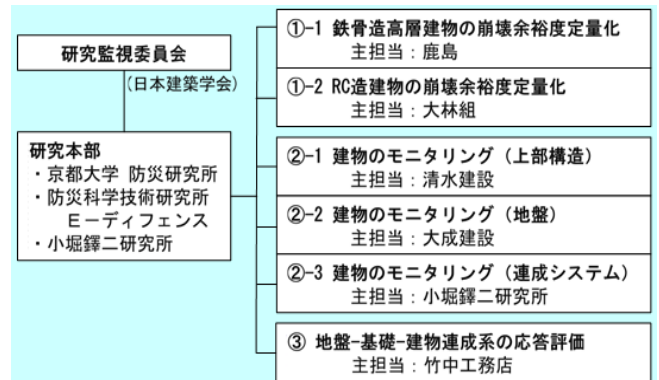 研究監視委員会
(日本建築学会)
研究本部
・京都大学 防災研究所
・防災科学技術研究所
E－ディフェンス
・小堀鐸二研究所
①-1 鉄骨造高層建物の崩壊余裕度定量化
主担当：鹿島
①-2 RC造建物の崩壊余裕度定量化
主担当：大林組
②-1 建物のモニタリング（上部構造）
主担当：清水建設
②-2 建物のモニタリング（地盤）
主担当：大成建設
②-3 建物のモニタリング（連成システム）
主担当：小堀鐸二研究所
③ 地盤-基礎-建物連成系の応答評価
主担当：竹中工務店